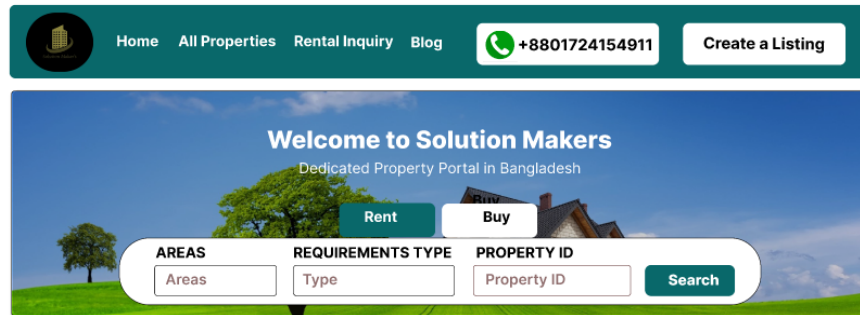 Home All Properties Rental Inquiry Blog +8801724154911 Create a Listing
Welcome to Solution Makers
Dedicated Property Portal in Bangladesh
Buy
Rent Buy
AREAS REQUIREMENTS TYPE PROPERTY ID
Areas Type Property ID Search